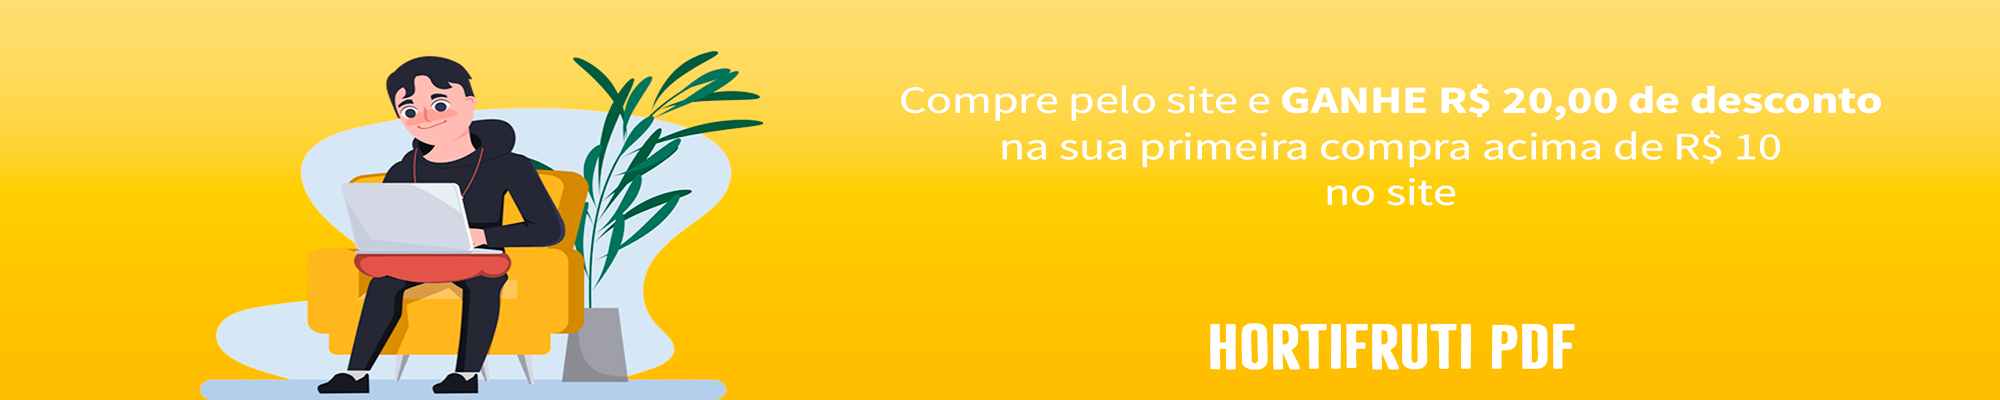 Compre pelo site e GANHE R$ 20,00 de desconto
na sua primeira compra acima de R$ 10
no site
HORTIFRUTI PDF